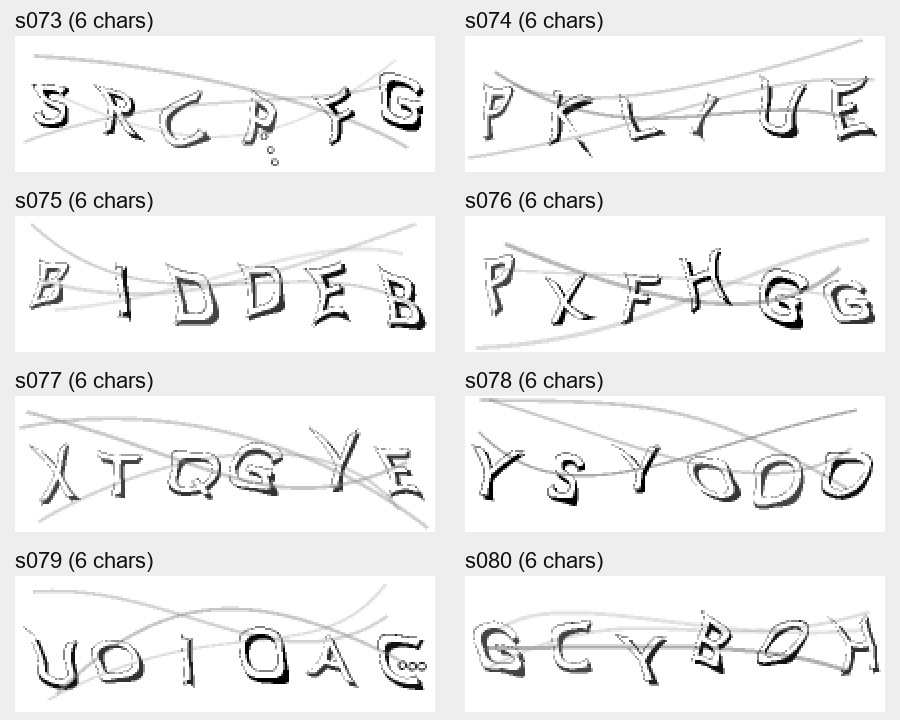 s073 (6 chars) s074 (6 chars)
SRCPFG PKLIUE
s075 (6 chars) s076 (6 chars)
BIDDEB PXFHGG
s077 (6 chars) s078 (6 chars)
XTQGYE YSYODO
s079 (6 chars) s080 (6 chars)
UDIOAC GCYBOH